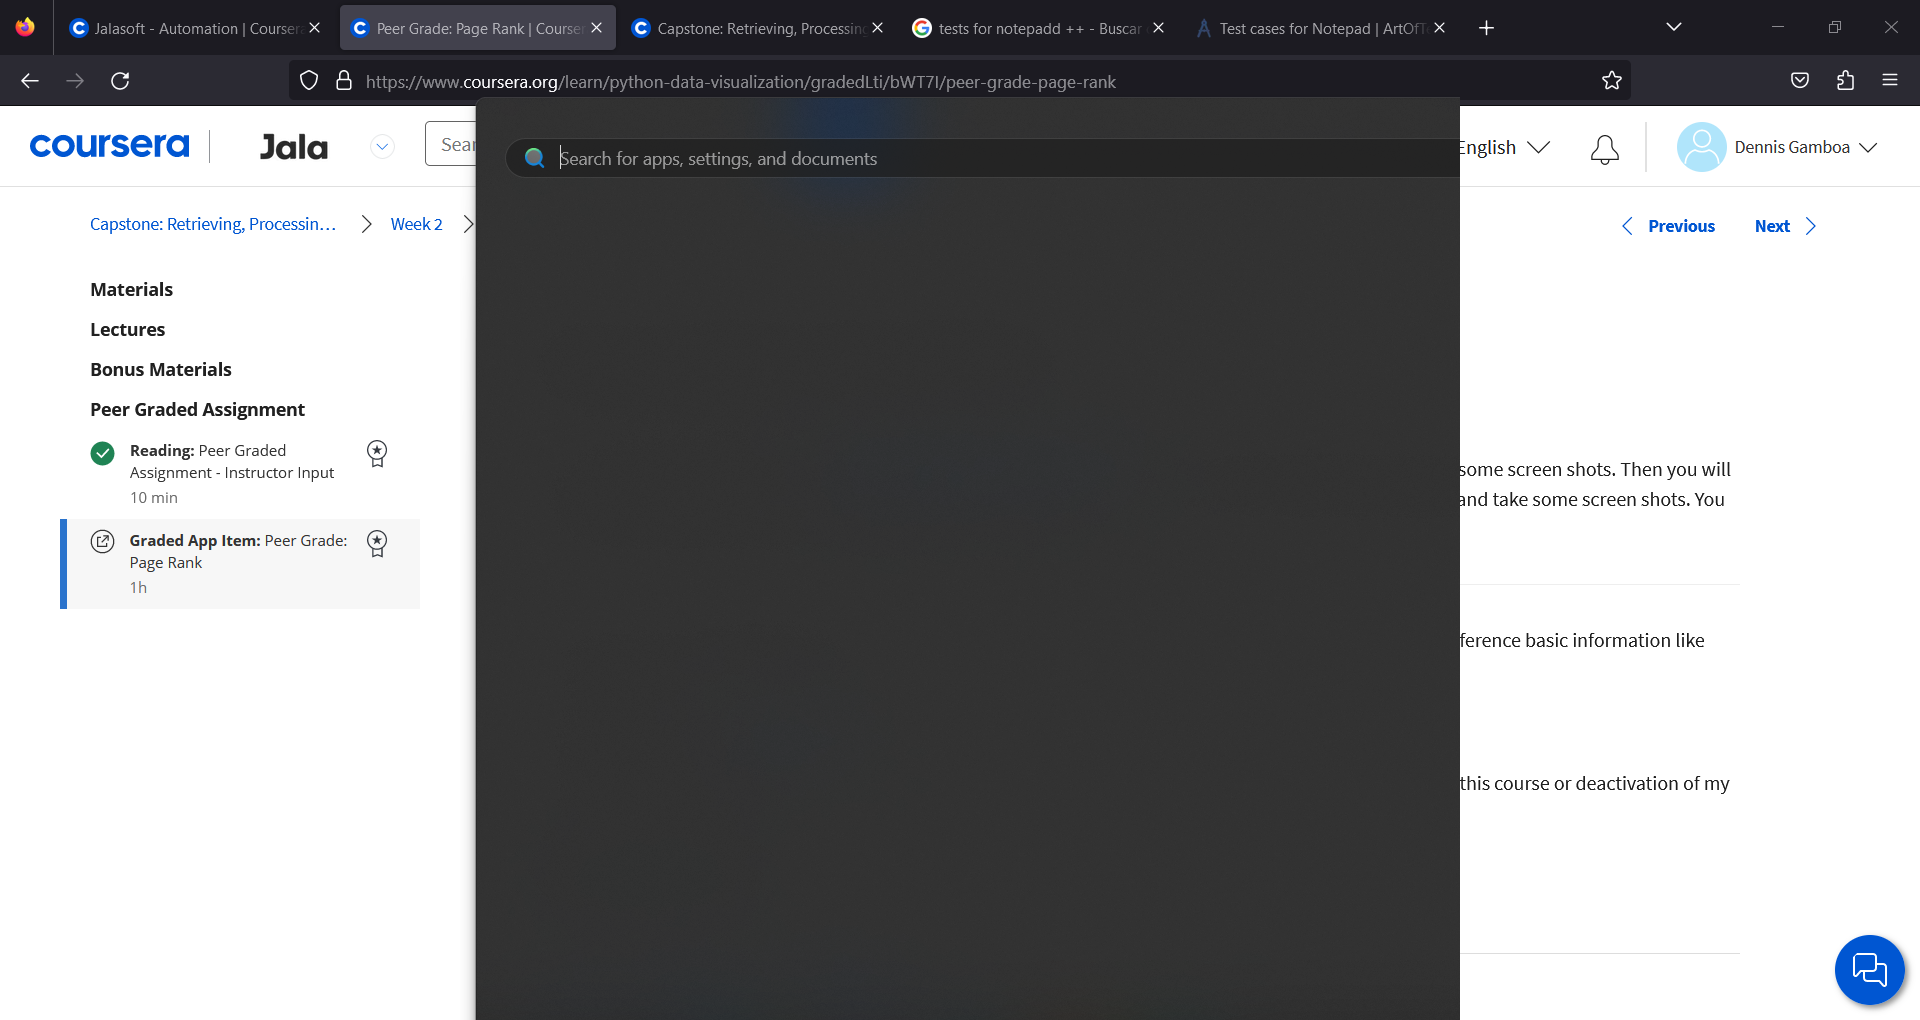 Jalasoft - Automation | Coursera
Peer Grade: Page Rank | Courser
Capstone: Retrieving, Processing
tests for notepadd ++ - Buscar
Test cases for Notepad | ArtOfTe
https://www.coursera.org/learn/python-data-visualization/gradedLti/bWT7I/peer-grade-page-rank
coursera
Jala
Sear
Search for apps, settings, and documents
English
Dennis Gamboa
Capstone: Retrieving, Processin...
Week 2
Previous
Next
Materials
Lectures
Bonus Materials
Peer Graded Assignment
Reading: Peer Graded
Assignment - Instructor Input
10 min
Graded App Item: Peer Grade:
Page Rank
1h
some screen shots. Then you will
and take some screen shots. You
ference basic information like
this course or deactivation of my